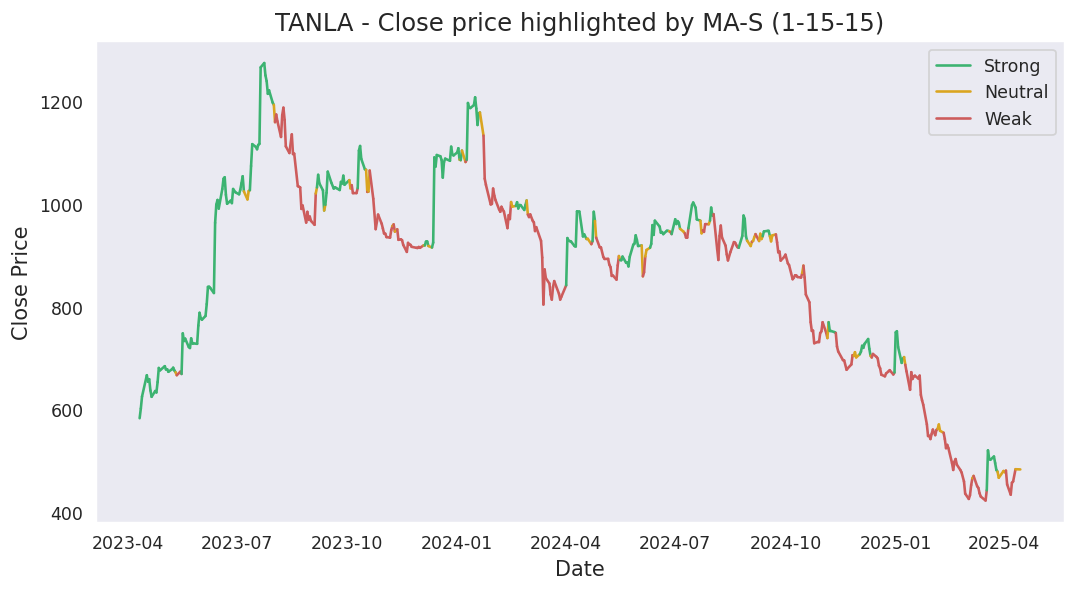 TANLA - Close price highlighted by MA-S (1-15-15)
Strong
Neutral
Weak
Close Price
1200
1000
800
600
400
2023-04 2023-07 2023-10 2024-01 2024-04 2024-07 2024-10 2025-01 2025-04
Date